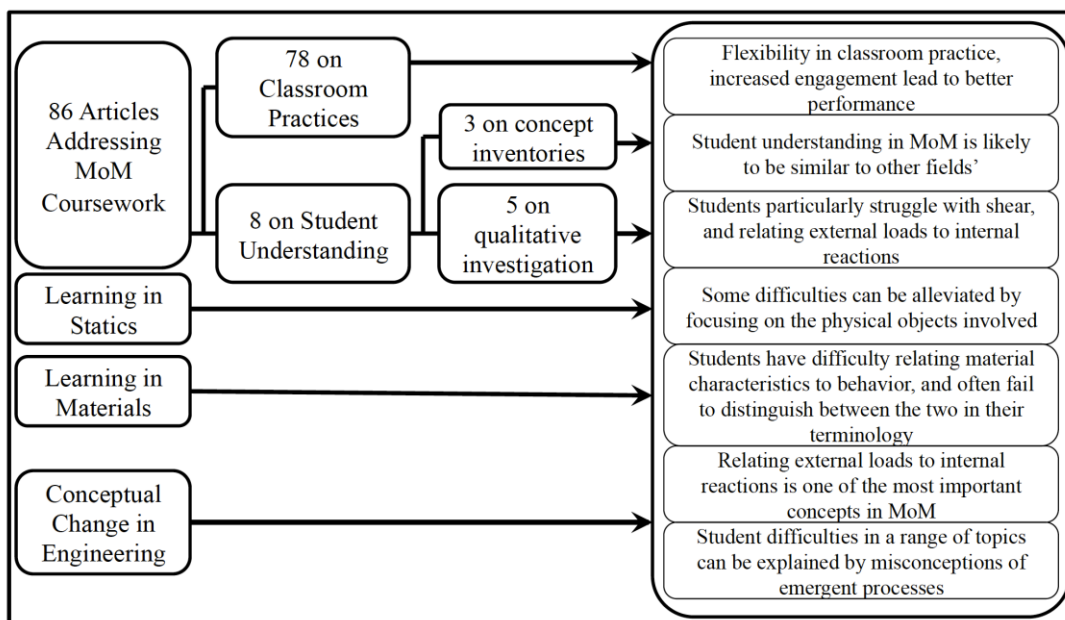 86 Articles
Addressing
MoM
Coursework
78 on
Classroom
Practices
8 on Student
Understanding
3 on concept
inventories
5 on
qualitative
investigation
Learning in
Statics
Learning in
Materials
Conceptual
Change in
Engineering
Flexibility in classroom practice,
increased engagement lead to better
performance
Student understanding in MoM is likely
to be similar to other fields’
Students particularly struggle with shear,
and relating external loads to internal
reactions
Some difficulties can be alleviated by
focusing on the physical objects involved
Students have difficulty relating material
characteristics to behavior, and often fail
to distinguish between the two in their
terminology
Relating external loads to internal
reactions is one of the most important
concepts in MoM
Student difficulties in a range of topics
can be explained by misconceptions of
emergent processes